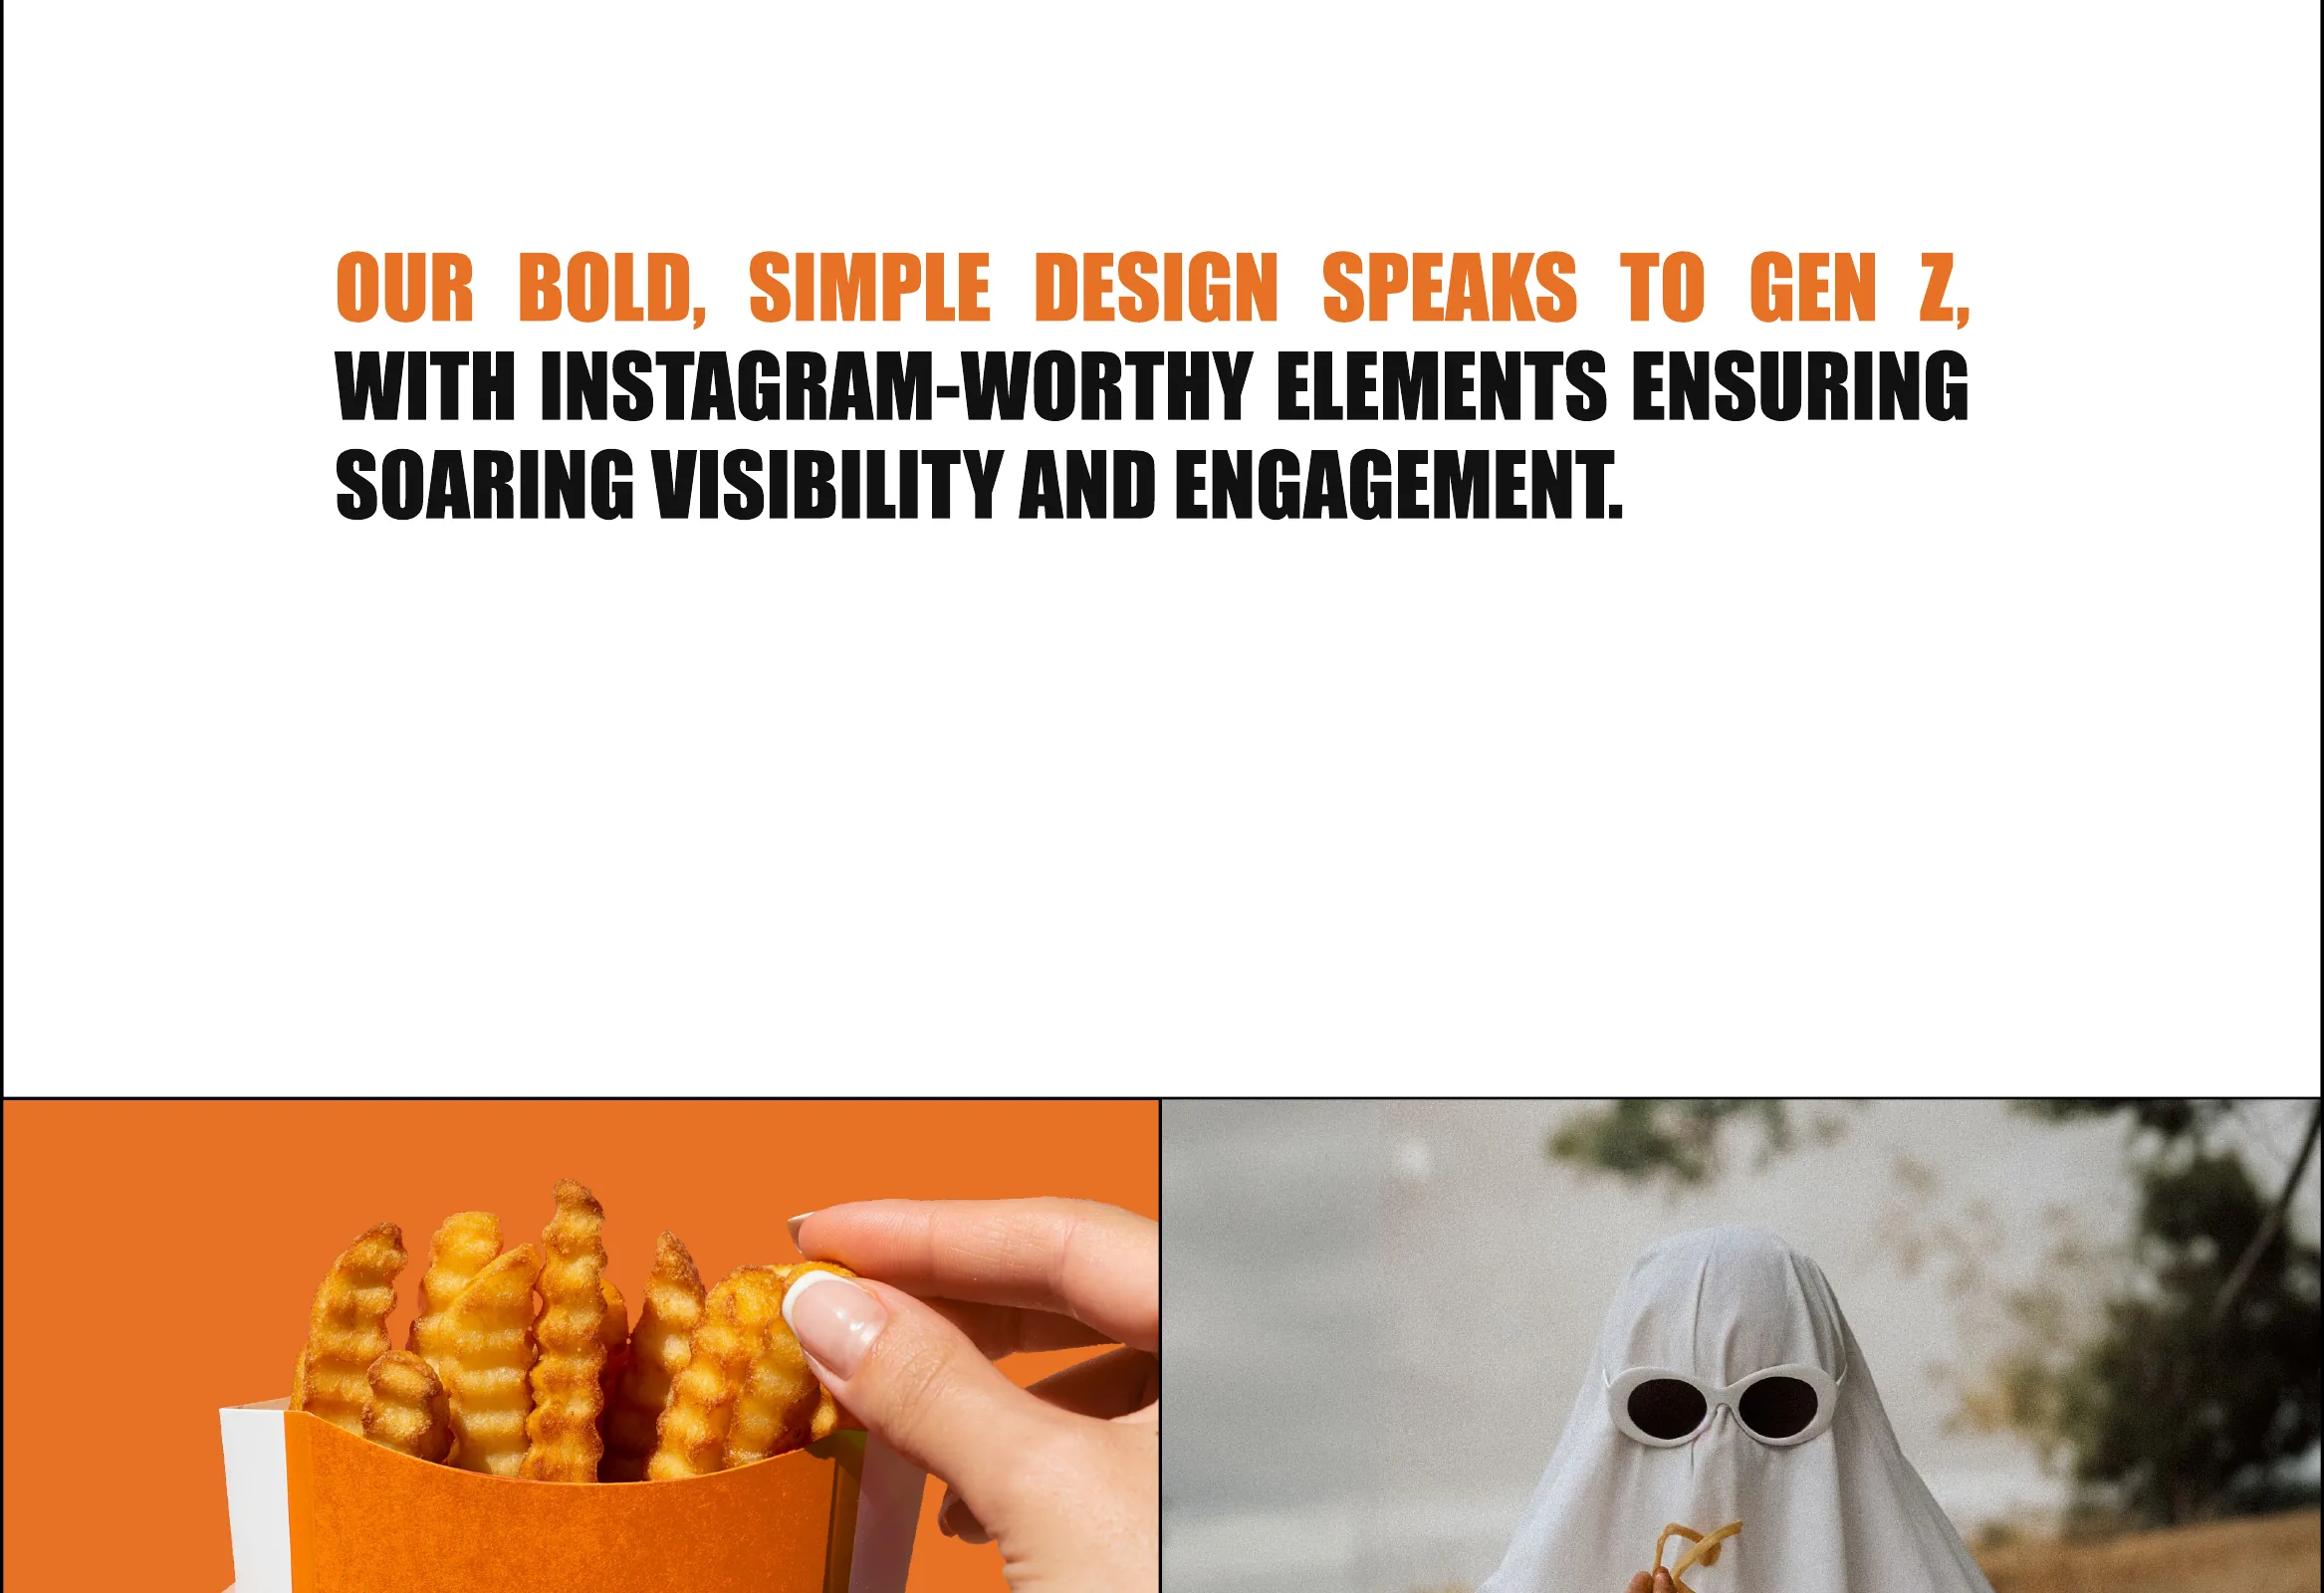 OUR BOLD, SIMPLE DESIGN SPEAKS TO GEN Z,
WITH INSTAGRAM-WORTHY ELEMENTS ENSURING
SOARING VISIBILITY AND ENGAGEMENT.